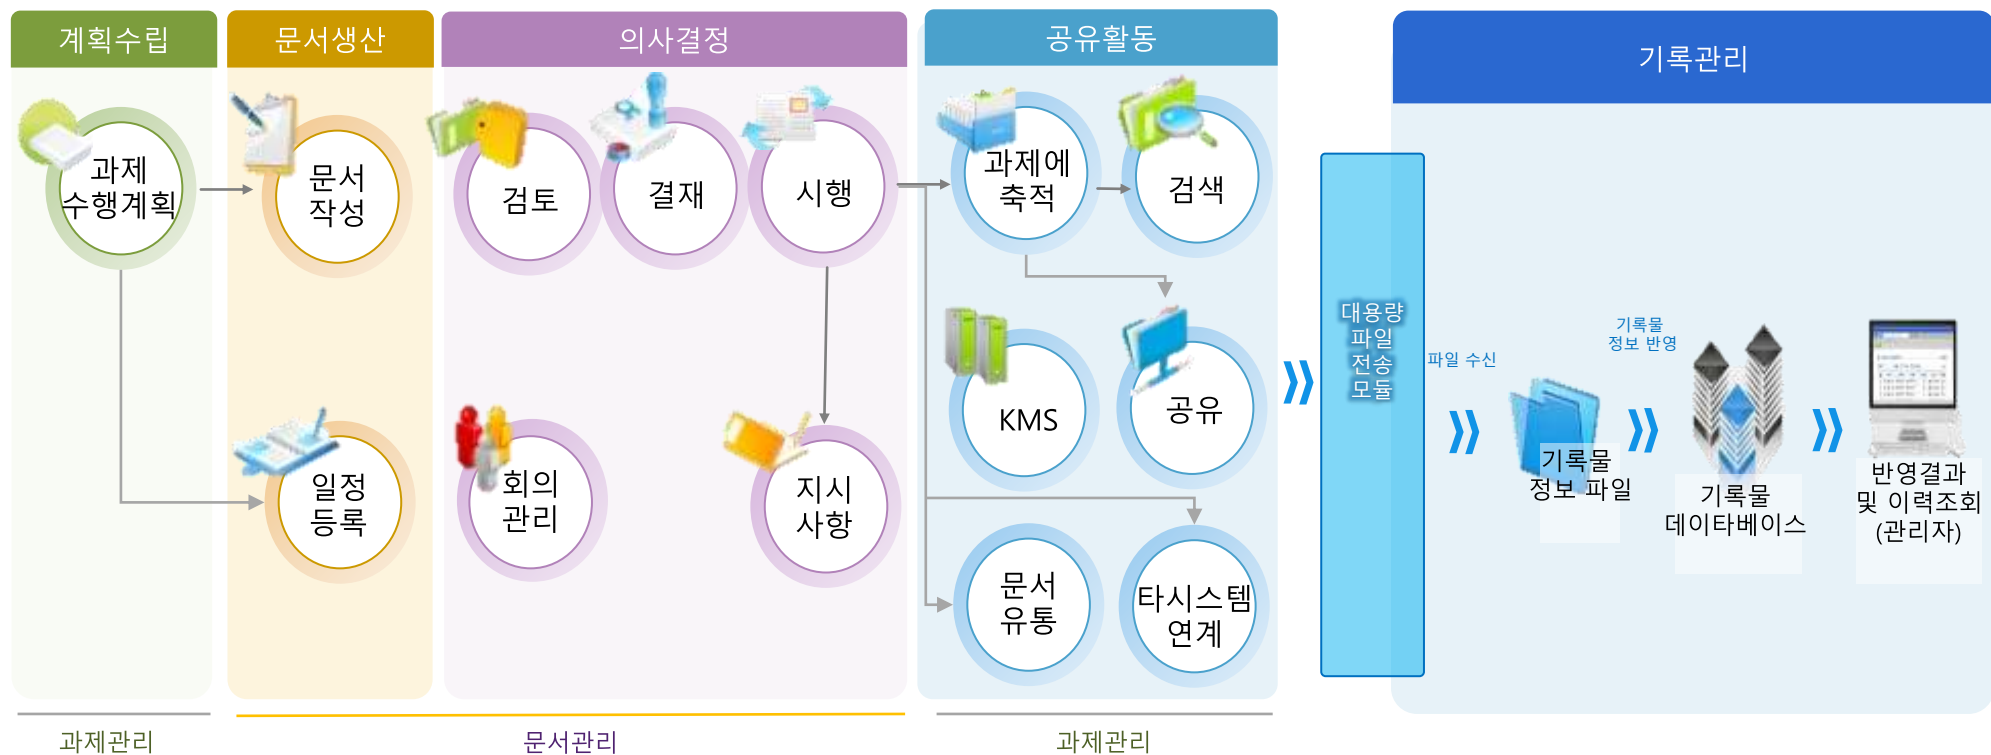 계획수립
문서생산
의사결정
공유활동
기록관리
과제
수행계획
문서
작성
검토
결재
시행
과제에
축적
검색
대용량
파일
전송
모듈
파일 수신
기록물
정보 반영
KMS
공유
일정
등록
회의
관리
지시
사항
기록물
정보 파일
기록물
데이타베이스
반영결과
및 이력조회
(관리자)
문서
유통
타시스템
연계
과제관리
문서관리
과제관리